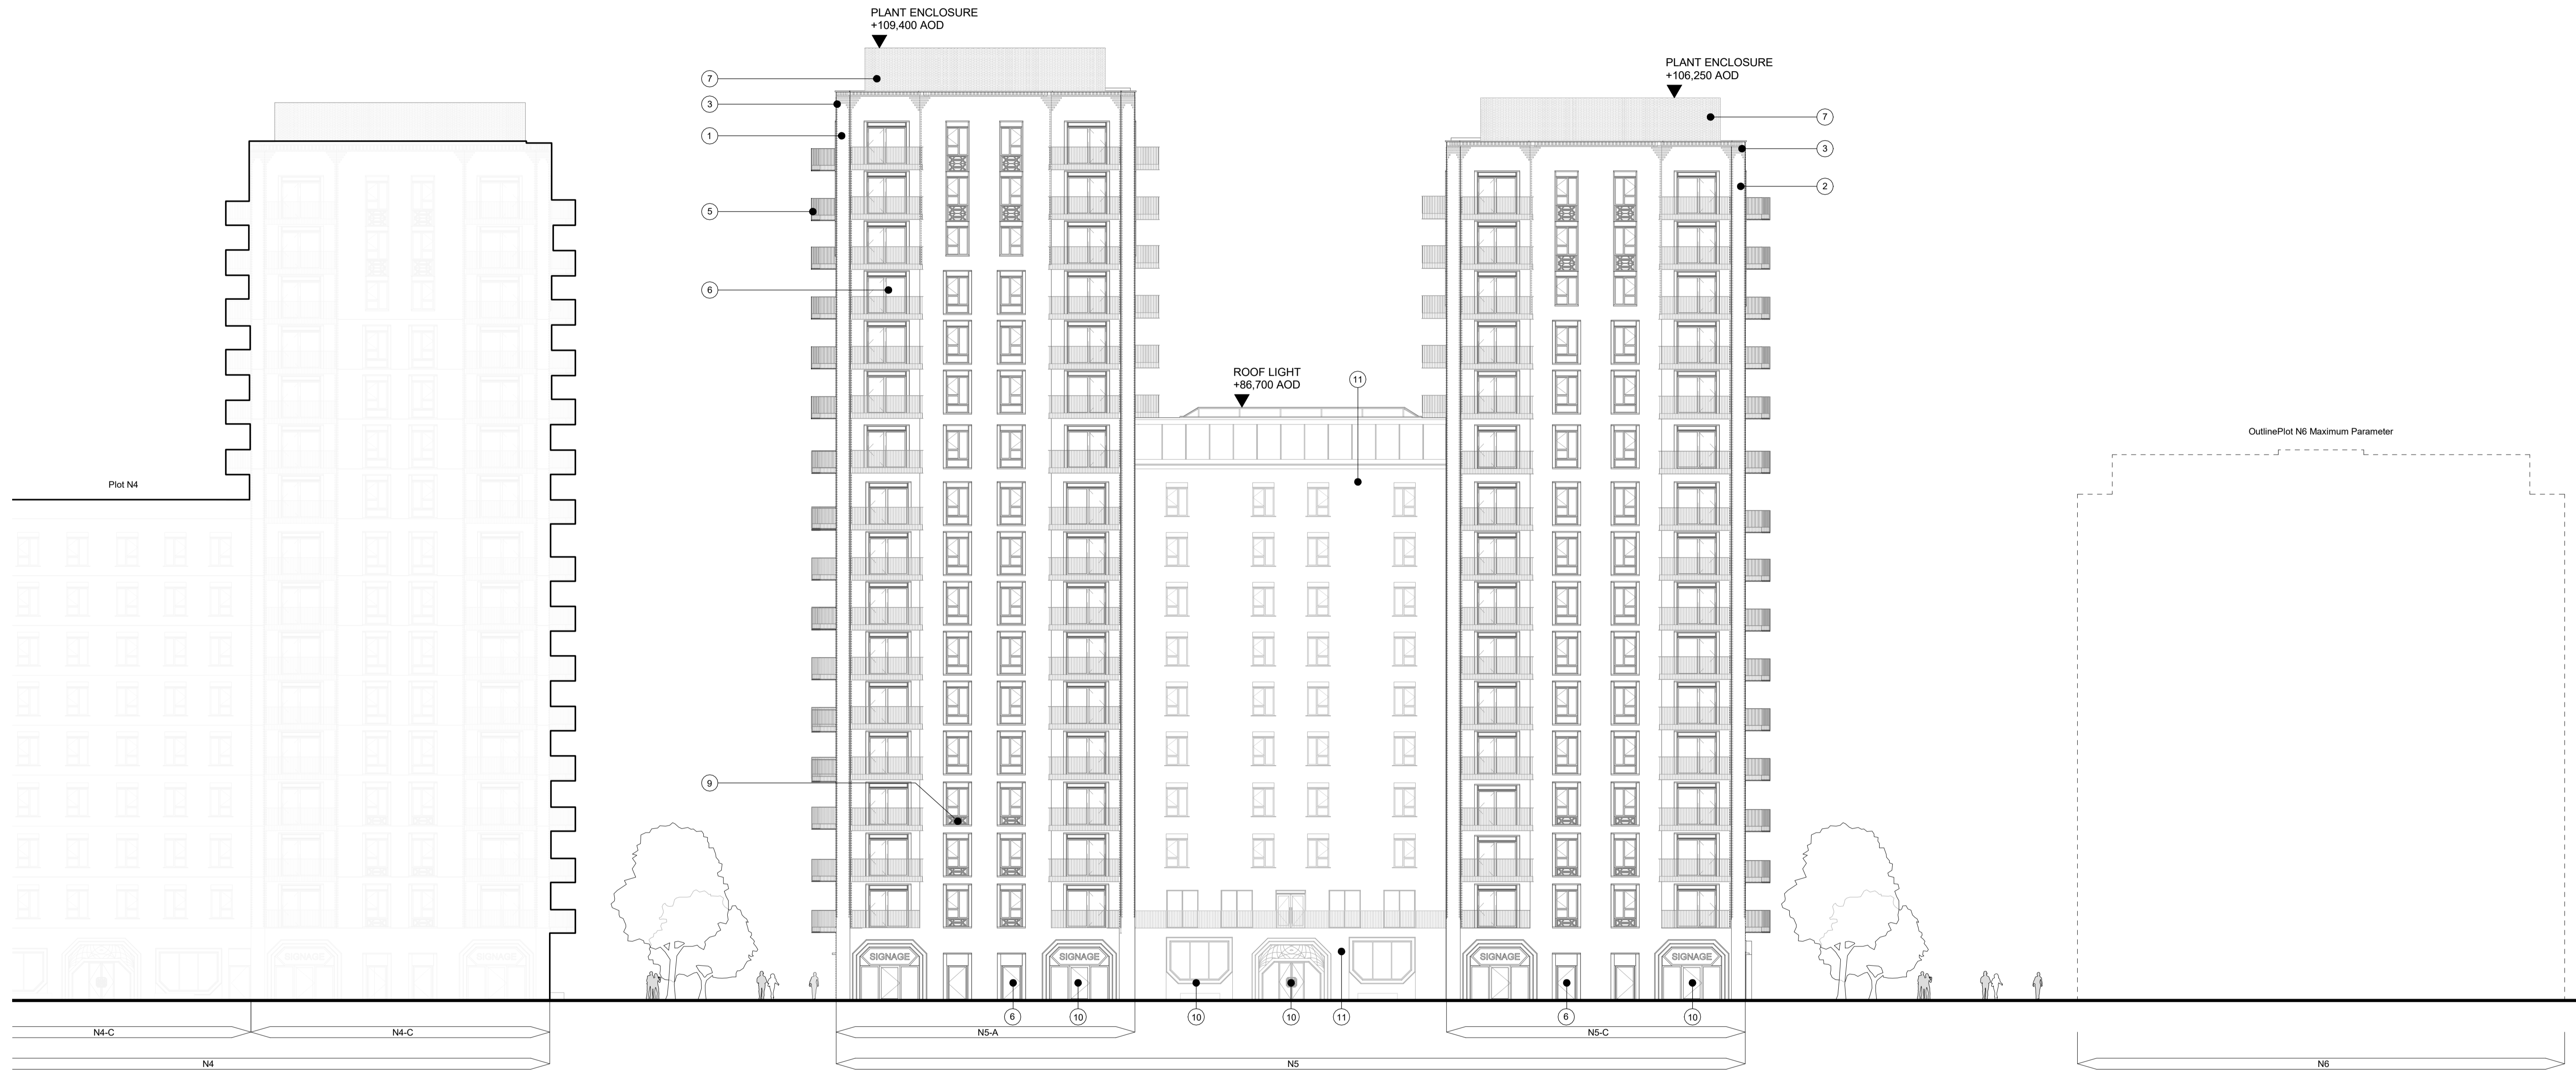 PLANT ENCLOSURE
+109,400 AOD
PLANT ENCLOSURE
+106,250 AOD
7
3
1
5
6
9
7
3
2
ROOF LIGHT
+86,700 AOD
11
OutlinePlot N6 Maximum Parameter
Plot N4
SIGNAGE
SIGNAGE
SIGNAGE
SIGNAGE
SIGNAGE
SIGNAGE
6
10
10
10
11
6
10
N4-C
N4-C
N5-A
N5-C
N4
N5
N6